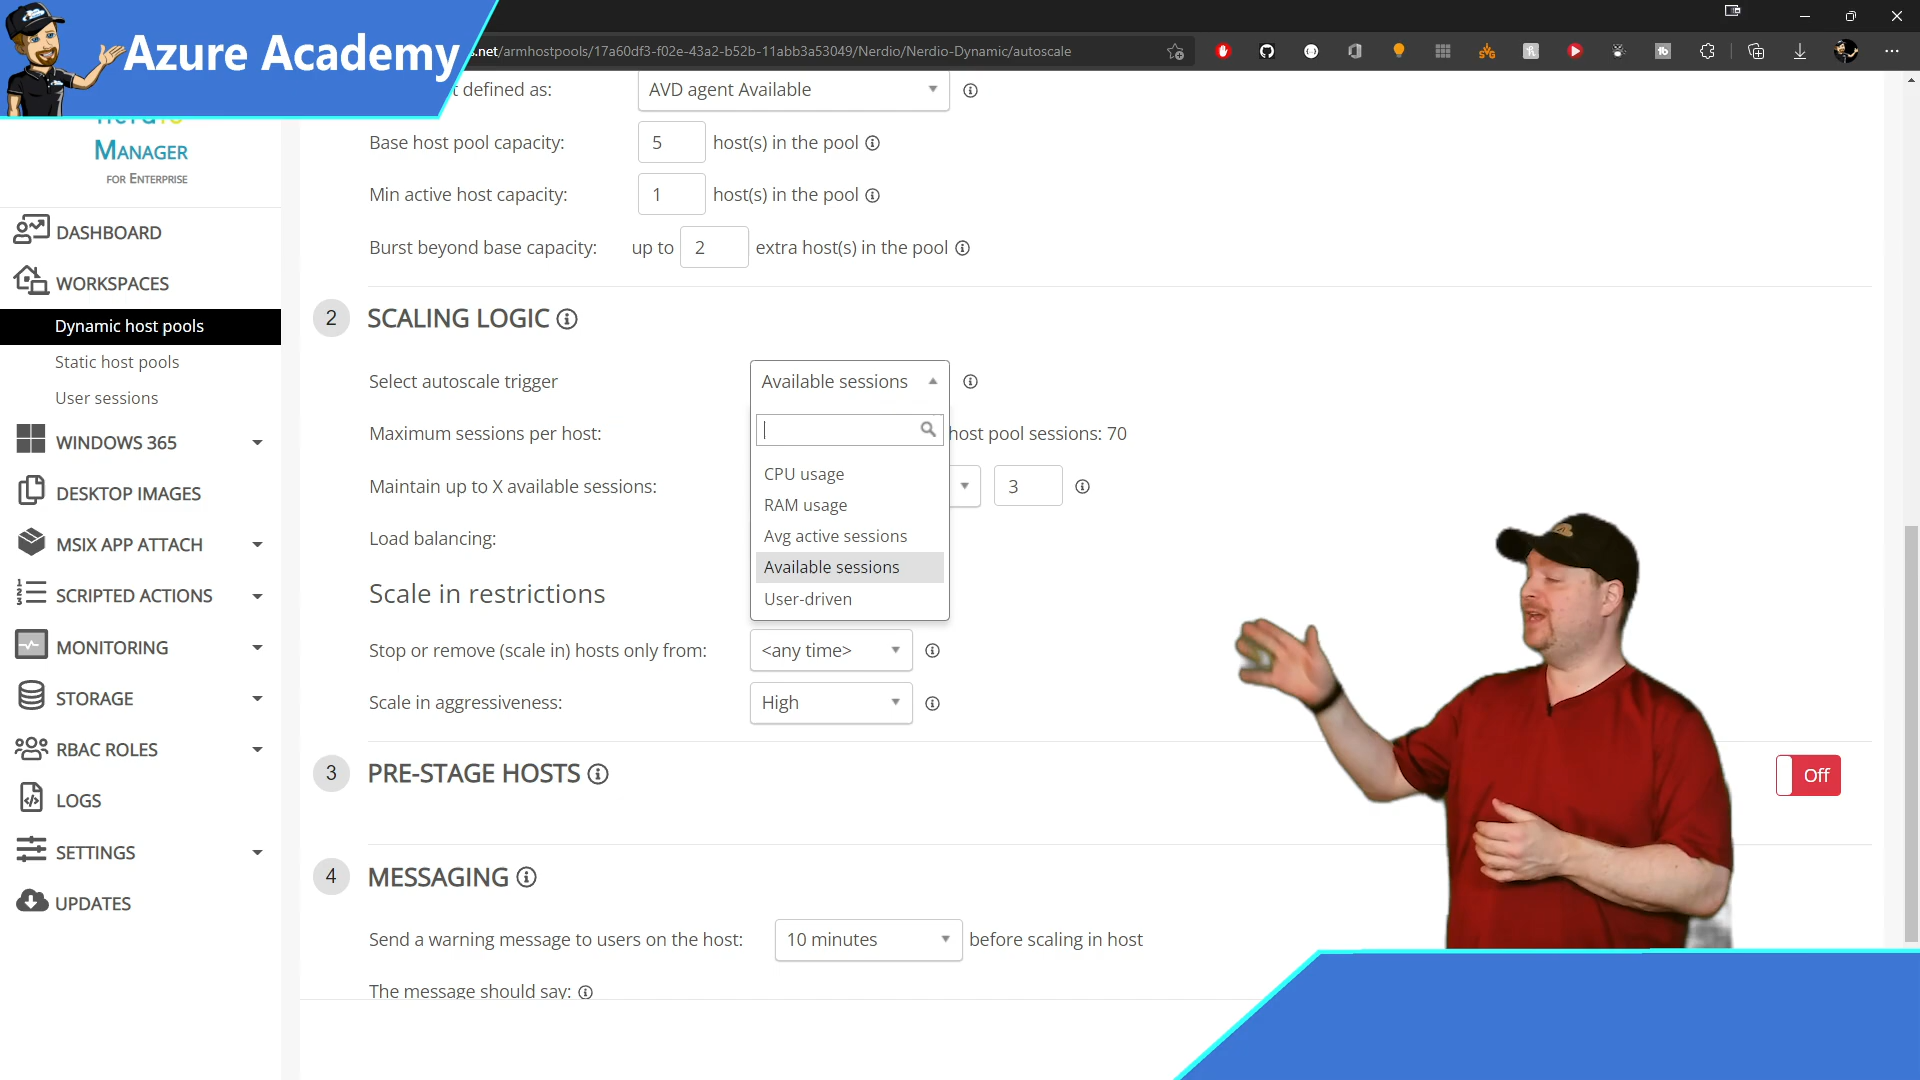 Azure Academy
.net/armhostpools/17a60df3-f02e-43a2-b52b-11abb3a53049/Nerdio/Nerdio-Dynamic/autoscale
t defined as:
AVD agent Available
MANAGER
FOR ENTERPRISE
Base host pool capacity:
5
host(s) in the pool
Min active host capacity:
1
host(s) in the pool
Burst beyond base capacity:
up to
2
extra host(s) in the pool
DASHBOARD
WORKSPACES
Dynamic host pools
Static host pools
User sessions
WINDOWS 365
DESKTOP IMAGES
MSIX APP ATTACH
SCRIPTED ACTIONS
MONITORING
STORAGE
RBAC ROLES
LOGS
SETTINGS
UPDATES
2
SCALING LOGIC
Select autoscale trigger
Available sessions
CPU usage
RAM usage
Avg active sessions
Available sessions
User-driven
Maximum sessions per host:
host pool sessions: 70
Maintain up to X available sessions:
3
Load balancing:
Scale in restrictions
Stop or remove (scale in) hosts only from:
<any time>
Scale in aggressiveness:
High
3
PRE-STAGE HOSTS
Off
4
MESSAGING
Send a warning message to users on the host:
10 minutes
before scaling in host
The message should say: